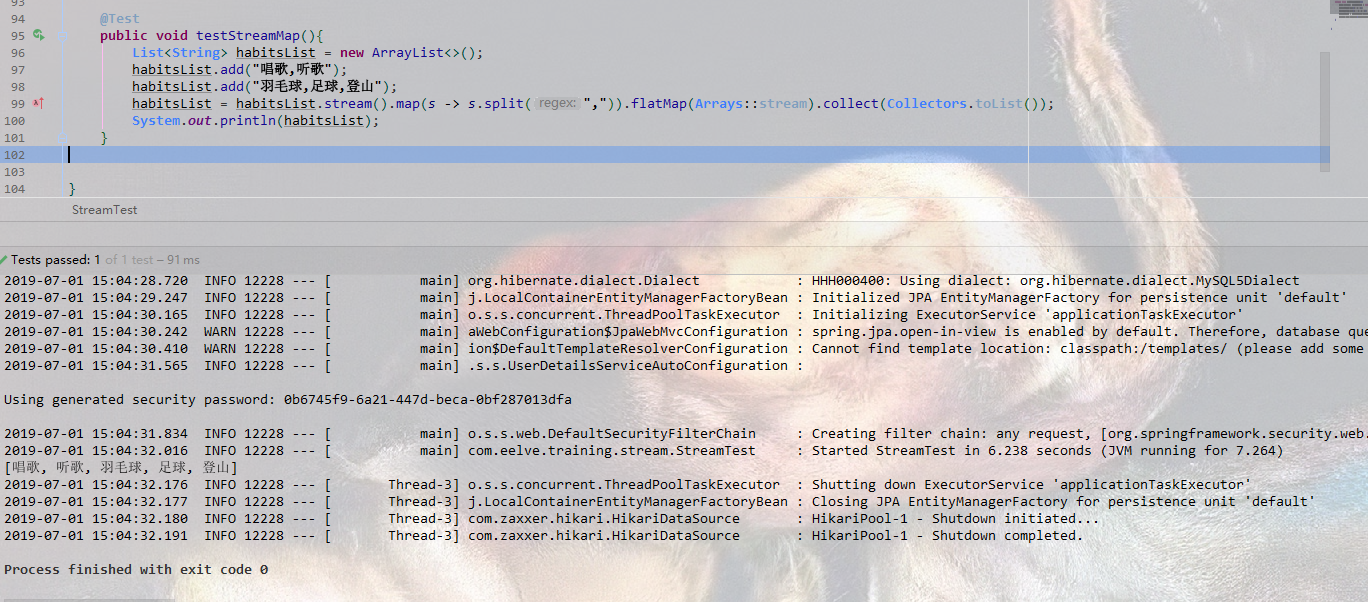 93
94 @Test
95 public void testStreamMap(){
96 List<String> habitsList = new ArrayList<>();
97 habitsList.add("唱歌,听歌");
98 habitsList.add("羽毛球,足球,登山");
99 habitsList = habitsList.stream().map(s -> s.split( regex: ",")).flatMap(Arrays::stream).collect(Collectors.toList());
100 System.out.println(habitsList);
101 }
102
103
104 }
StreamTest
Tests passed: 1 of 1 test – 91 ms
2019-07-01 15:04:28.720  INFO 12228 --- [           main] org.hibernate.dialect.Dialect            : HHH000400: Using dialect: org.hibernate.dialect.MySQL5Dialect
2019-07-01 15:04:29.247  INFO 12228 --- [           main] j.LocalContainerEntityManagerFactoryBean : Initialized JPA EntityManagerFactory for persistence unit 'default'
2019-07-01 15:04:30.165  INFO 12228 --- [           main] o.s.s.concurrent.ThreadPoolTaskExecutor  : Initializing ExecutorService 'applicationTaskExecutor'
2019-07-01 15:04:30.242  WARN 12228 --- [           main] aWebConfiguration$JpaWebMvcConfiguration : spring.jpa.open-in-view is enabled by default. Therefore, database que
2019-07-01 15:04:30.410  WARN 12228 --- [           main] ion$DefaultTemplateResolverConfiguration : Cannot find template location: classpath:/templates/ (please add some
2019-07-01 15:04:31.565  INFO 12228 --- [           main] .s.s.UserDetailsServiceAutoConfiguration :
Using generated security password: 0b6745f9-6a21-447d-beca-0bf287013dfa
2019-07-01 15:04:31.834  INFO 12228 --- [           main] o.s.s.web.DefaultSecurityFilterChain     : Creating filter chain: any request, [org.springframework.security.web.
2019-07-01 15:04:32.016  INFO 12228 --- [           main] com.eelve.training.stream.StreamTest     : Started StreamTest in 6.238 seconds (JVM running for 7.264)
[唱歌, 听歌, 羽毛球, 足球, 登山]
2019-07-01 15:04:32.176  INFO 12228 --- [       Thread-3] o.s.s.concurrent.ThreadPoolTaskExecutor  : Shutting down ExecutorService 'applicationTaskExecutor'
2019-07-01 15:04:32.177  INFO 12228 --- [       Thread-3] j.LocalContainerEntityManagerFactoryBean : Closing JPA EntityManagerFactory for persistence unit 'default'
2019-07-01 15:04:32.180  INFO 12228 --- [       Thread-3] com.zaxxer.hikari.HikariDataSource       : HikariPool-1 - Shutdown initiated...
2019-07-01 15:04:32.191  INFO 12228 --- [       Thread-3] com.zaxxer.hikari.HikariDataSource       : HikariPool-1 - Shutdown completed.
Process finished with exit code 0